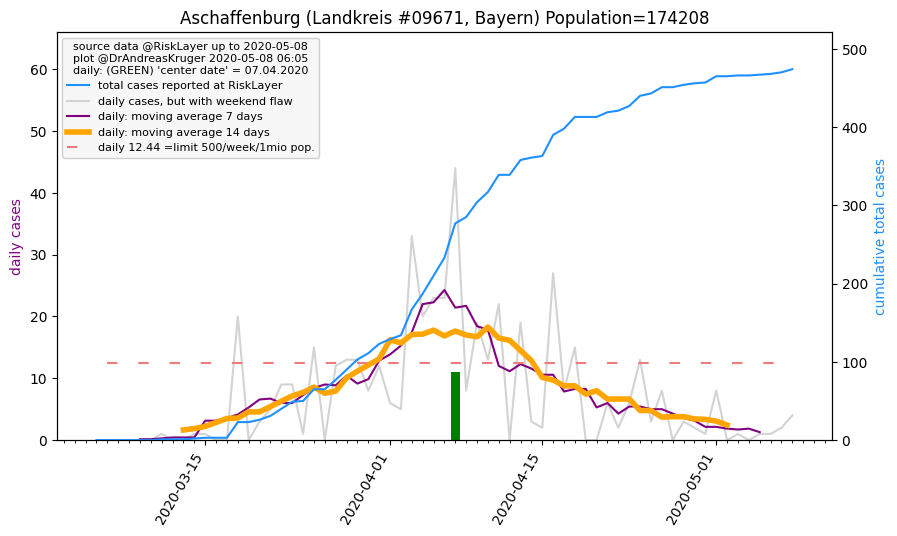 Aschaffenburg (Landkreis #09671, Bayern) Population=174208
source data @RiskLayer up to 2020-05-08
plot @DrAndreasKruger 2020-05-08 06:05
daily: (GREEN) 'center date' = 07.04.2020
total cases reported at RiskLayer
daily cases, but with weekend flaw
daily: moving average 7 days
daily: moving average 14 days
daily 12.44 =limit 500/week/1mio pop.
daily cases
60
50
40
30
20
10
0
500
400
300
200
100
0
cumulative total cases
2020-03-15
2020-04-01
2020-04-15
2020-05-01